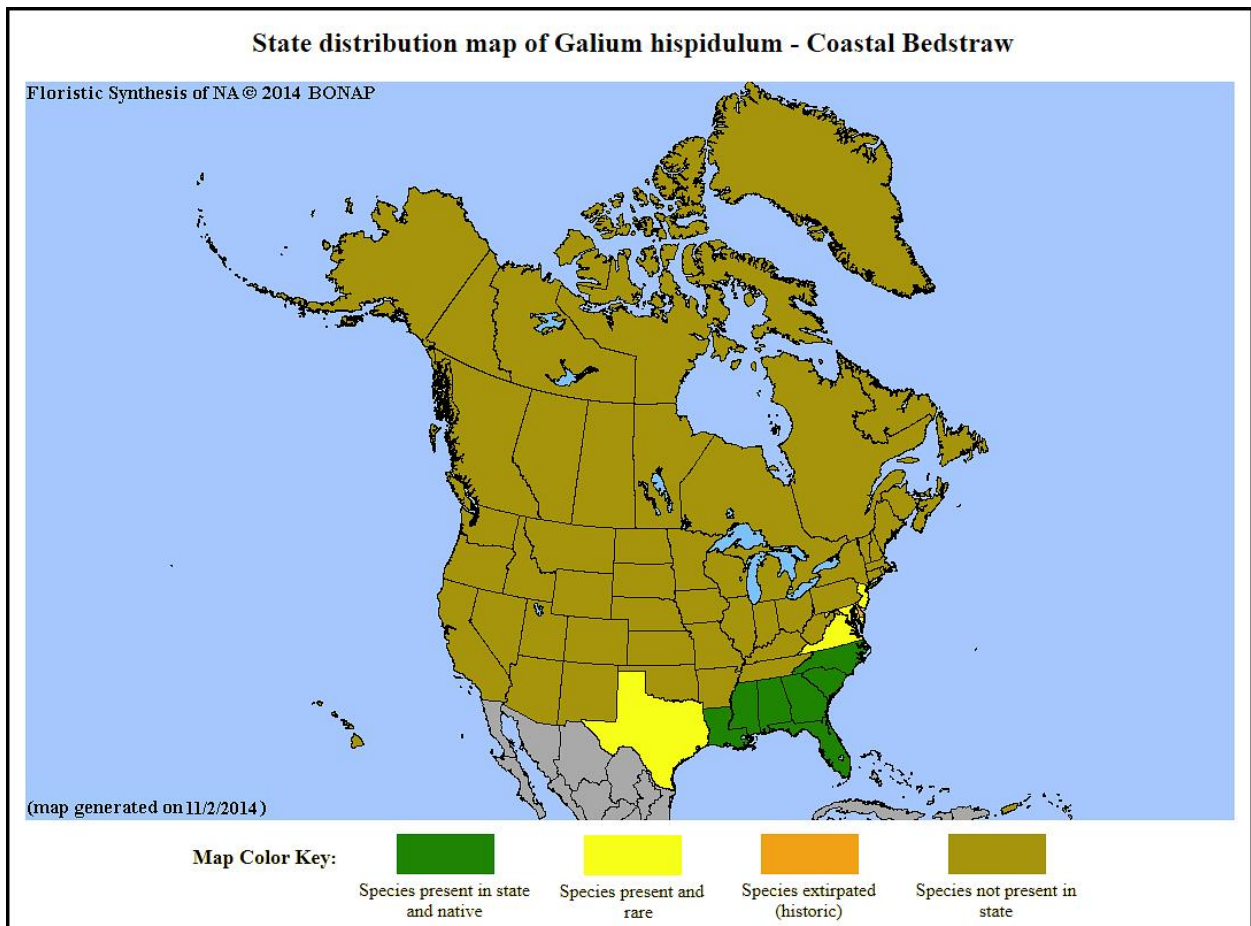 State distribution map of Galium hispidulum - Coastal Bedstraw
Floristic Synthesis of NA © 2014 BONAP
(map generated on 11/2/2014)
Map Color Key:
Species present in state
and native
Species present and
rare
Species extirpated
(historic)
Species not present in
state